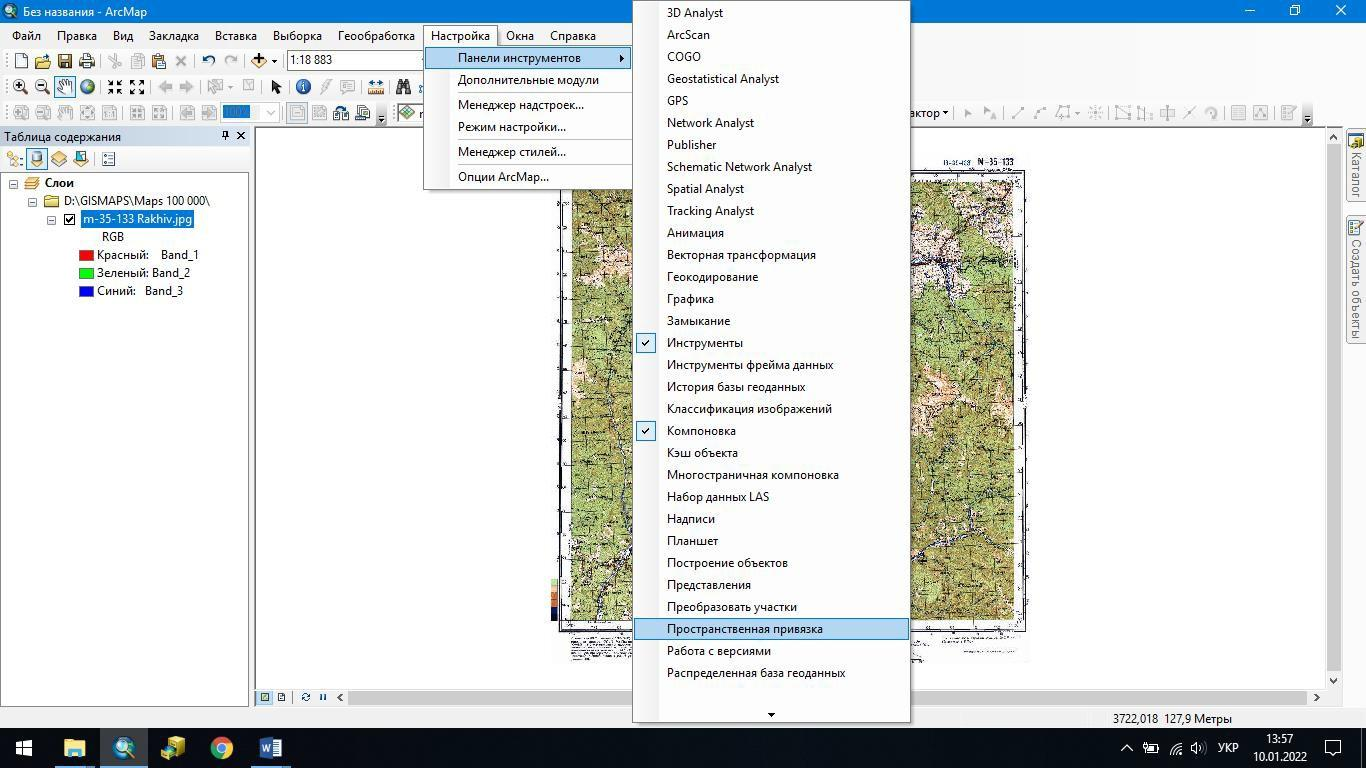 Без названия - ArcMap
Файл Правка Вид Закладка Вставка Выборка Геообработка Настройка Окна Справка
1:18 883
100%
Таблица содержания
Слои
D:\GISMAPS\Maps 100 000\
m-35-133 Rakhiv.jpg
RGB
Красный: Band_1
Зеленый: Band_2
Синий: Band_3
Панели инструментов
Дополнительные модули
Менеджер надстроек...
Режим настройки...
Менеджер стилей...
Опции ArcMap...
3D Analyst
ArcScan
COGO
Geostatistical Analyst
GPS
Network Analyst
Publisher
Schematic Network Analyst
Spatial Analyst
Tracking Analyst
Анимация
Векторная трансформация
Геокодирование
Графика
Замыкание
Инструменты
Инструменты фрейма данных
История базы геоданных
Классификация изображений
Компоновка
Кэш объекта
Многостраничная компоновка
Набор данных LAS
Надписи
Планшет
Построение объектов
Представления
Преобразовать участки
Пространственная привязка
Работа с версиями
Распределенная база геоданных
актор
M-35-133
Каталог
Создать объекты
3722,018 127,9 Метры
УКР
13:57
10.01.2022